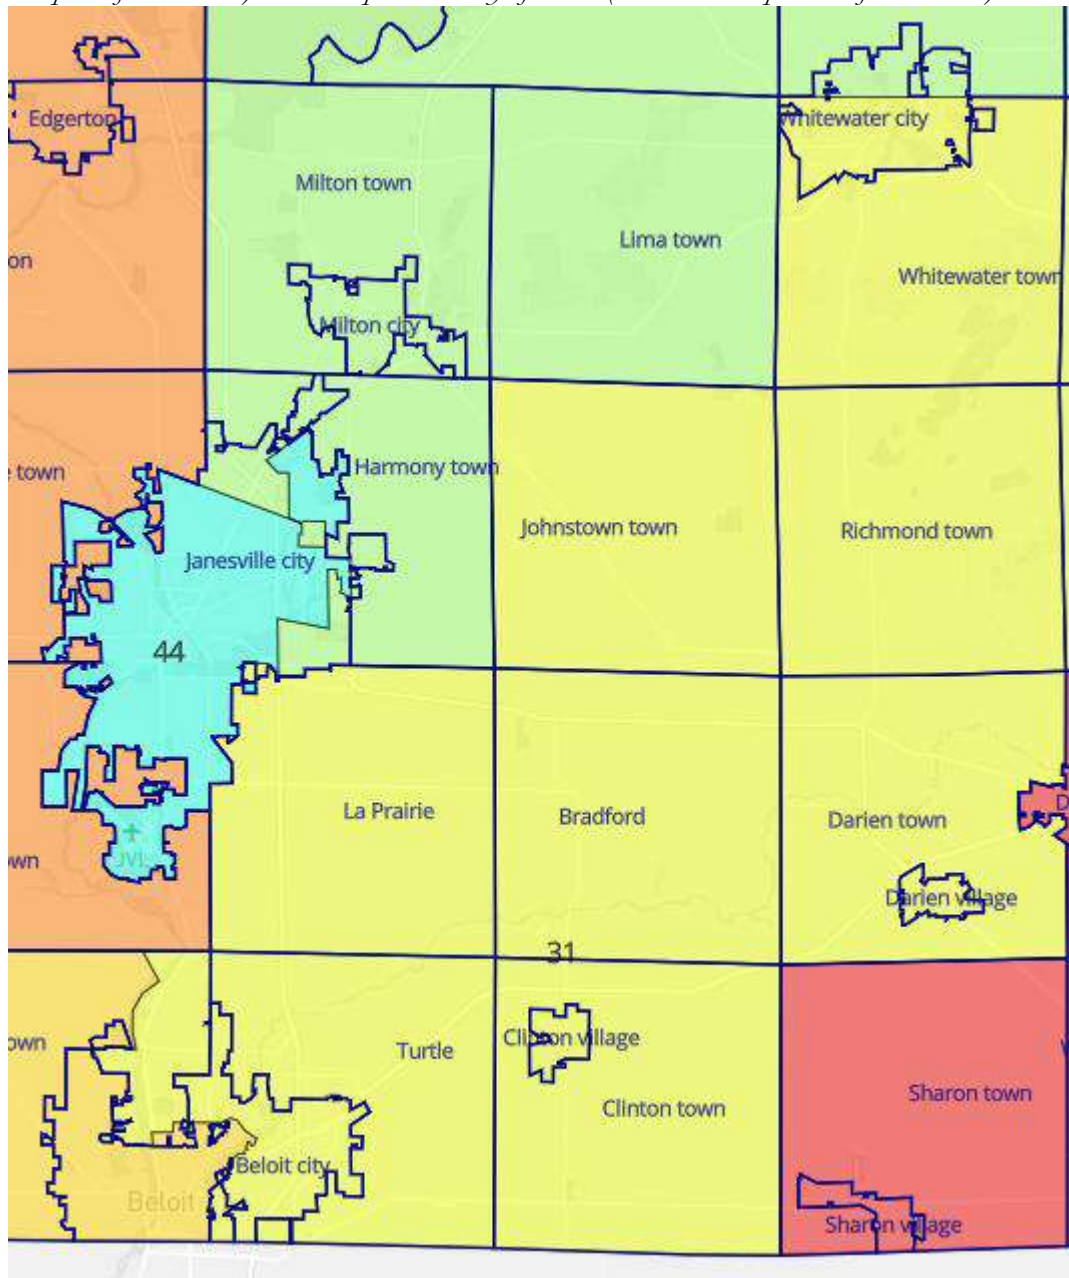 Edgerton
Whitewater city
Milton town
Lima town
on
Whitewater town
Milton city
Harmony town
town
Johnstown town
Richmond town
Janesville city
44
La Prairie
Bradford
Darien town
D
own
JVL
Darien village
31
own
Turtle
Clinton village
Sharon town
Clinton town
Beloit city
Beloit
Sharon village